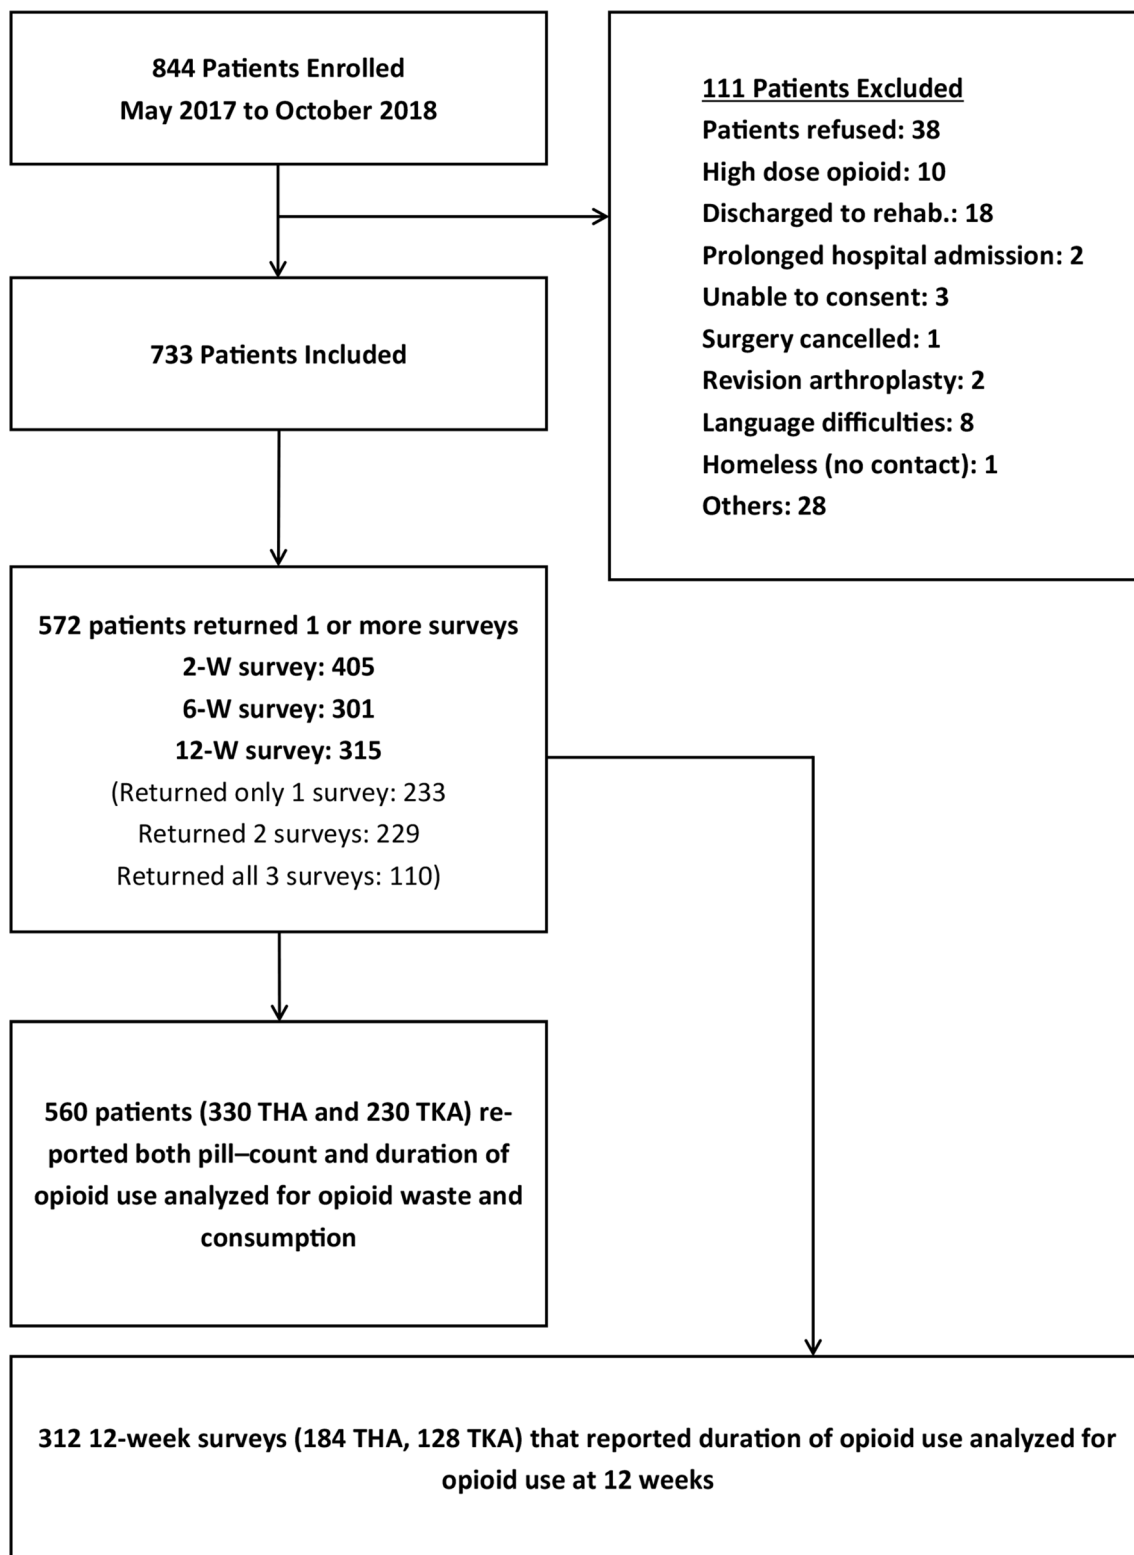 844 Patients Enrolled
May 2017 to October 2018
111 Patients Excluded
Patients refused: 38
High dose opioid: 10
Discharged to rehab.: 18
Prolonged hospital admission: 2
Unable to consent: 3
Surgery cancelled: 1
Revision arthroplasty: 2
Language difficulties: 8
Homeless (no contact): 1
Others: 28
733 Patients Included
572 patients returned 1 or more surveys
2-W survey: 405
6-W survey: 301
12-W survey: 315
(Returned only 1 survey: 233
Returned 2 surveys: 229
Returned all 3 surveys: 110)
560 patients (330 THA and 230 TKA) re-
ported both pill–count and duration of
opioid use analyzed for opioid waste and
consumption
312 12-week surveys (184 THA, 128 TKA) that reported duration of opioid use analyzed for
opioid use at 12 weeks